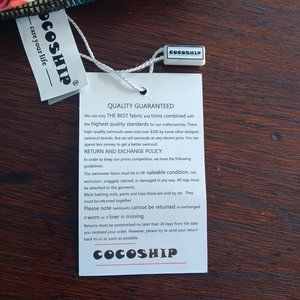 COCOSHIP
care your life
®
COCOSHIP
QUALITY GUARANTEED
We use only THE BEST fabric and trims combined with
the highest quality standards for our craftmanship. These
high-quality swimsuits were sold over $100 by some other designer
swimsuit brands. But we sell swimsuits at very decent price. You can
spend less money to get a better swimsuit.
RETURN AND EXCHANGE POLICY:
In order to keep our prices competitive, we have the following
guidelines:
The swimwear items must be in re-saleable condition, not
worn,torn, snagged, stained, or damaged in any way. All tags must
be attached to the garments.
Bikini bathing suits, pants and tops those are sold by set . They
must be returned together.
Please note swimsuits cannot be returned or exchanged
if worn or if liner is missing.
Returns must be postmarked no later than 20 days from the date
you received your order. However, please try to send your return
back to us as soon as possible.
COCOSHIP